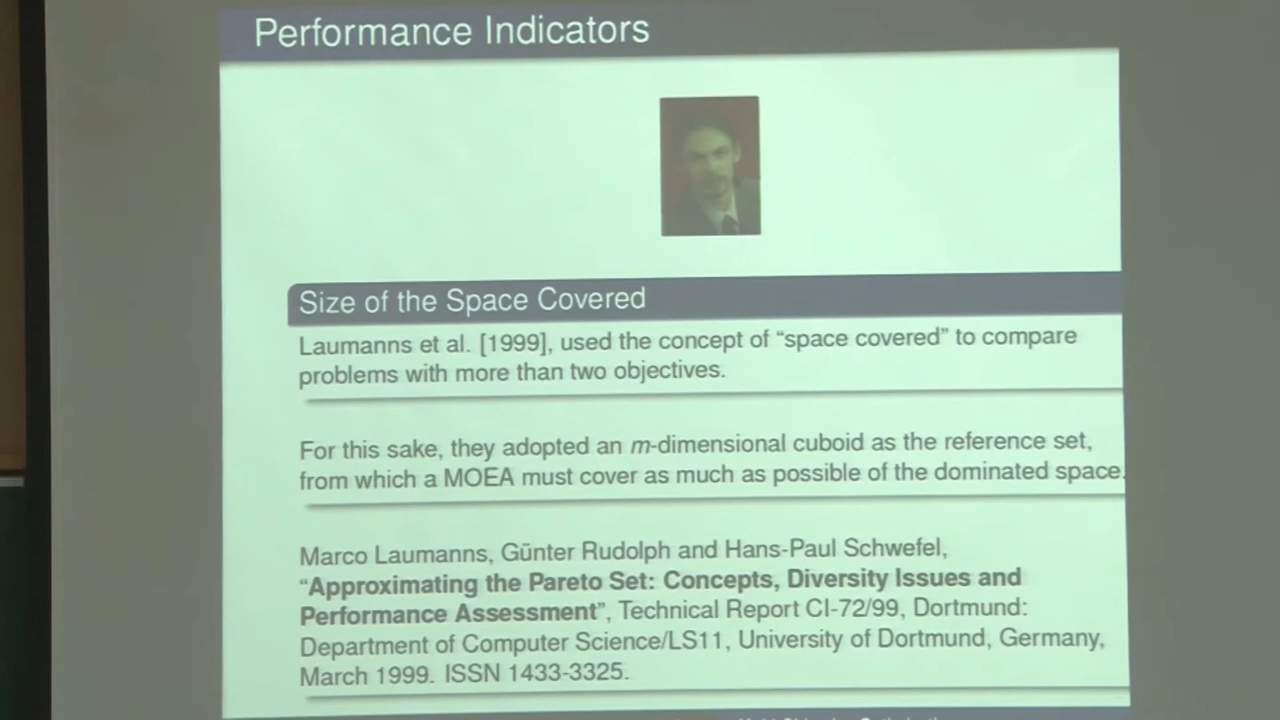 Performance Indicators
Size of the Space Covered
Laumanns et al. [1999], used the concept of “space covered” to compare
problems with more than two objectives.
For this sake, they adopted an m-dimensional cuboid as the reference set,
from which a MOEA must cover as much as possible of the dominated space.
Marco Laumanns, Günter Rudolph and Hans-Paul Schwefel,
“Approximating the Pareto Set: Concepts, Diversity Issues and
Performance Assessment”, Technical Report CI-72/99, Dortmund:
Department of Computer Science/LS11, University of Dortmund, Germany,
March 1999. ISSN 1433-3325.